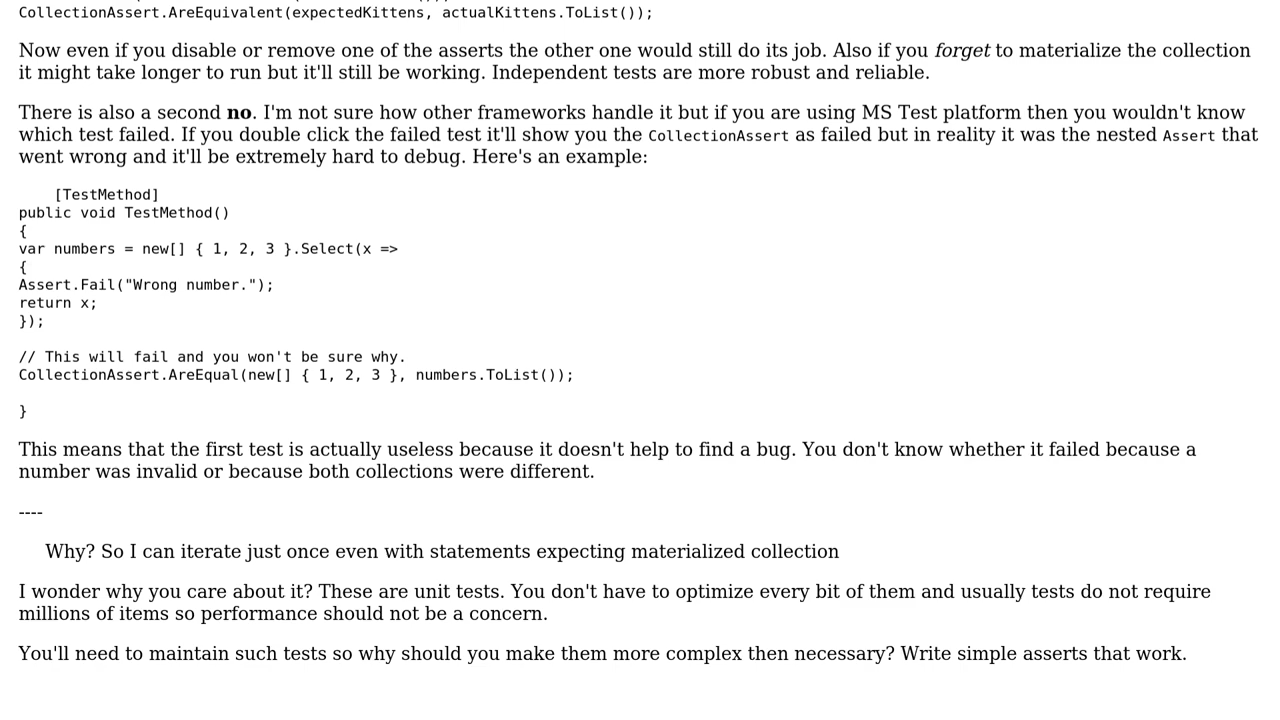 CollectionAssert.AreEquivalent(expectedKittens, actualKittens.ToList());
Now even if you disable or remove one of the asserts the other one would still do its job. Also if you forget to materialize the collection
it might take longer to run but it'll still be working. Independent tests are more robust and reliable.
There is also a second no. I'm not sure how other frameworks handle it but if you are using MS Test platform then you wouldn't know
which test failed. If you double click the failed test it'll show you the CollectionAssert as failed but in reality it was the nested Assert that
went wrong and it'll be extremely hard to debug. Here's an example:
[TestMethod]
public void TestMethod()
{
var numbers = new[] { 1, 2, 3 }.Select(x =>
{
Assert.Fail("Wrong number.");
return x;
});
// This will fail and you won't be sure why.
CollectionAssert.AreEqual(new[] { 1, 2, 3 }, numbers.ToList());
}
This means that the first test is actually useless because it doesn't help to find a bug. You don't know whether it failed because a
number was invalid or because both collections were different.
----
Why? So I can iterate just once even with statements expecting materialized collection
I wonder why you care about it? These are unit tests. You don't have to optimize every bit of them and usually tests do not require
millions of items so performance should not be a concern.
You'll need to maintain such tests so why should you make them more complex then necessary? Write simple asserts that work.